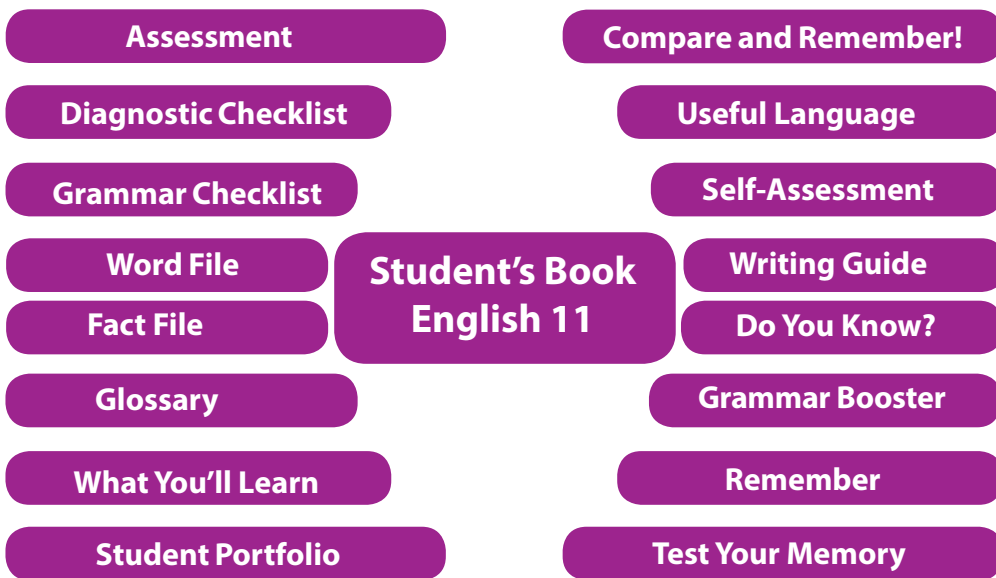 Assessment
Compare and Remember!
Diagnostic Checklist
Useful Language
Grammar Checklist
Self-Assessment
Word File
Student’s Book
English 11
Writing Guide
Fact File
Do You Know?
Glossary
Grammar Booster
What You’ll Learn
Remember
Student Portfolio
Test Your Memory